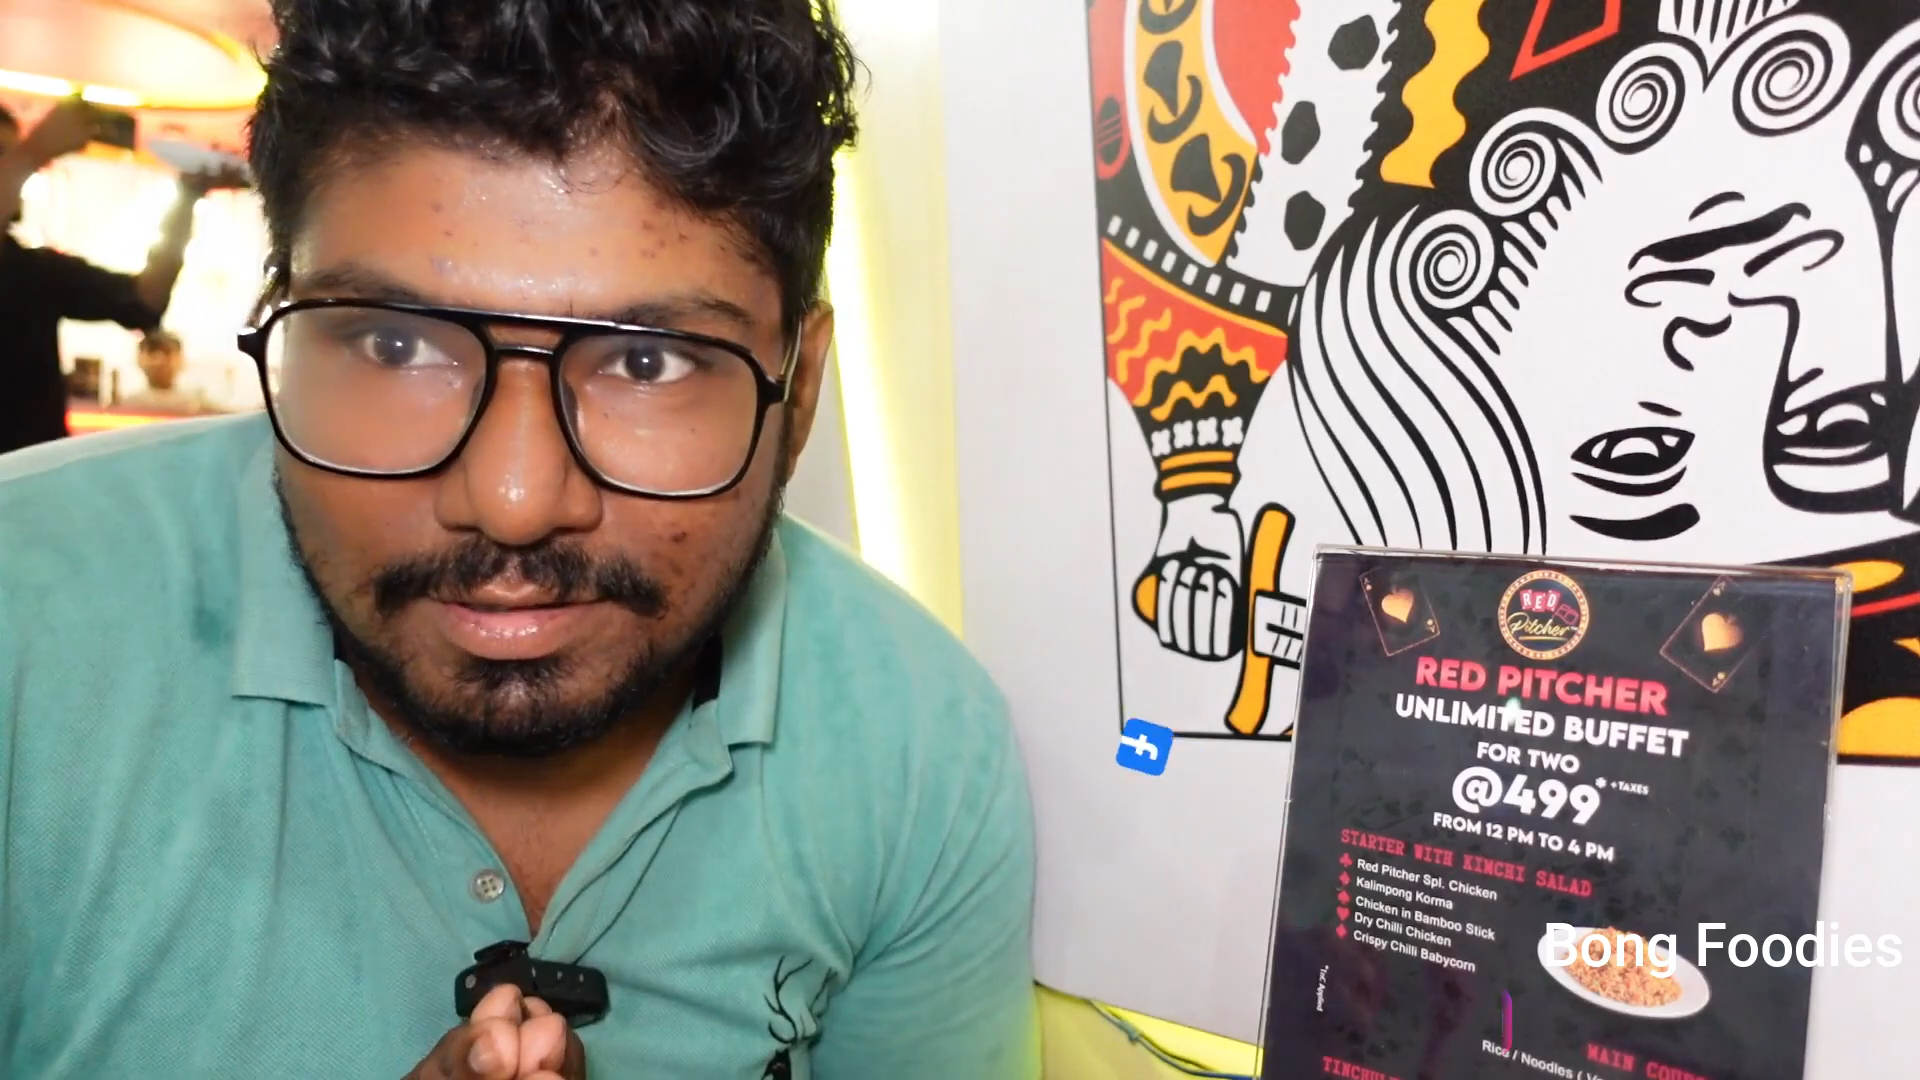 RED
Pitcher
RED PITCHER
UNLIMITED BUFFET
FOR TWO
@499* +TAXES
FROM 12 PM TO 4 PM
STARTER WITH KIMCHI SALAD
Red Pitcher Spl. Chicken
Kalimpong Korma
Chicken in Bamboo Stick
Dry Chilli Chicken
Crispy Chilli Babycorn
*T&C Applied
Bong Foodies
MAIN
Rice / Noodles (